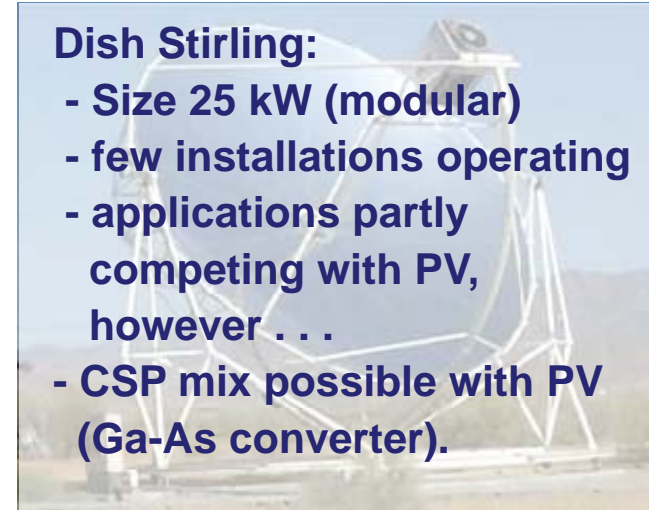 Dish Stirling:
- Size 25 kW (modular)
- few installations operating
- applications partly
competing with PV,
however . . .
- CSP mix possible with PV
(Ga-As converter).